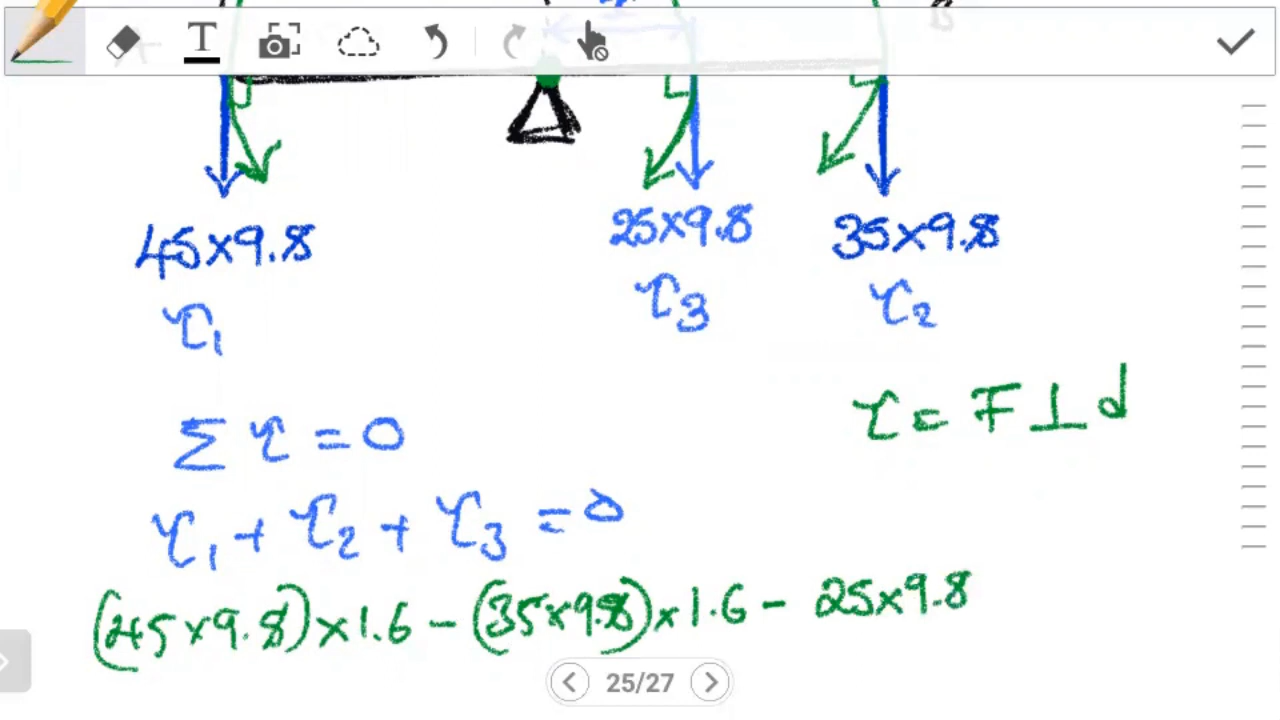 T
45×9.8
25×9.8
35×9.8
τ₁
τ₃
τ₂
τ = F⊥d
Σ τ = 0
τ₁ + τ₂ + τ₃ = 0
(45×9.8)×1.6 - (35×9.8)×1.6 - 25×9.8
25/27